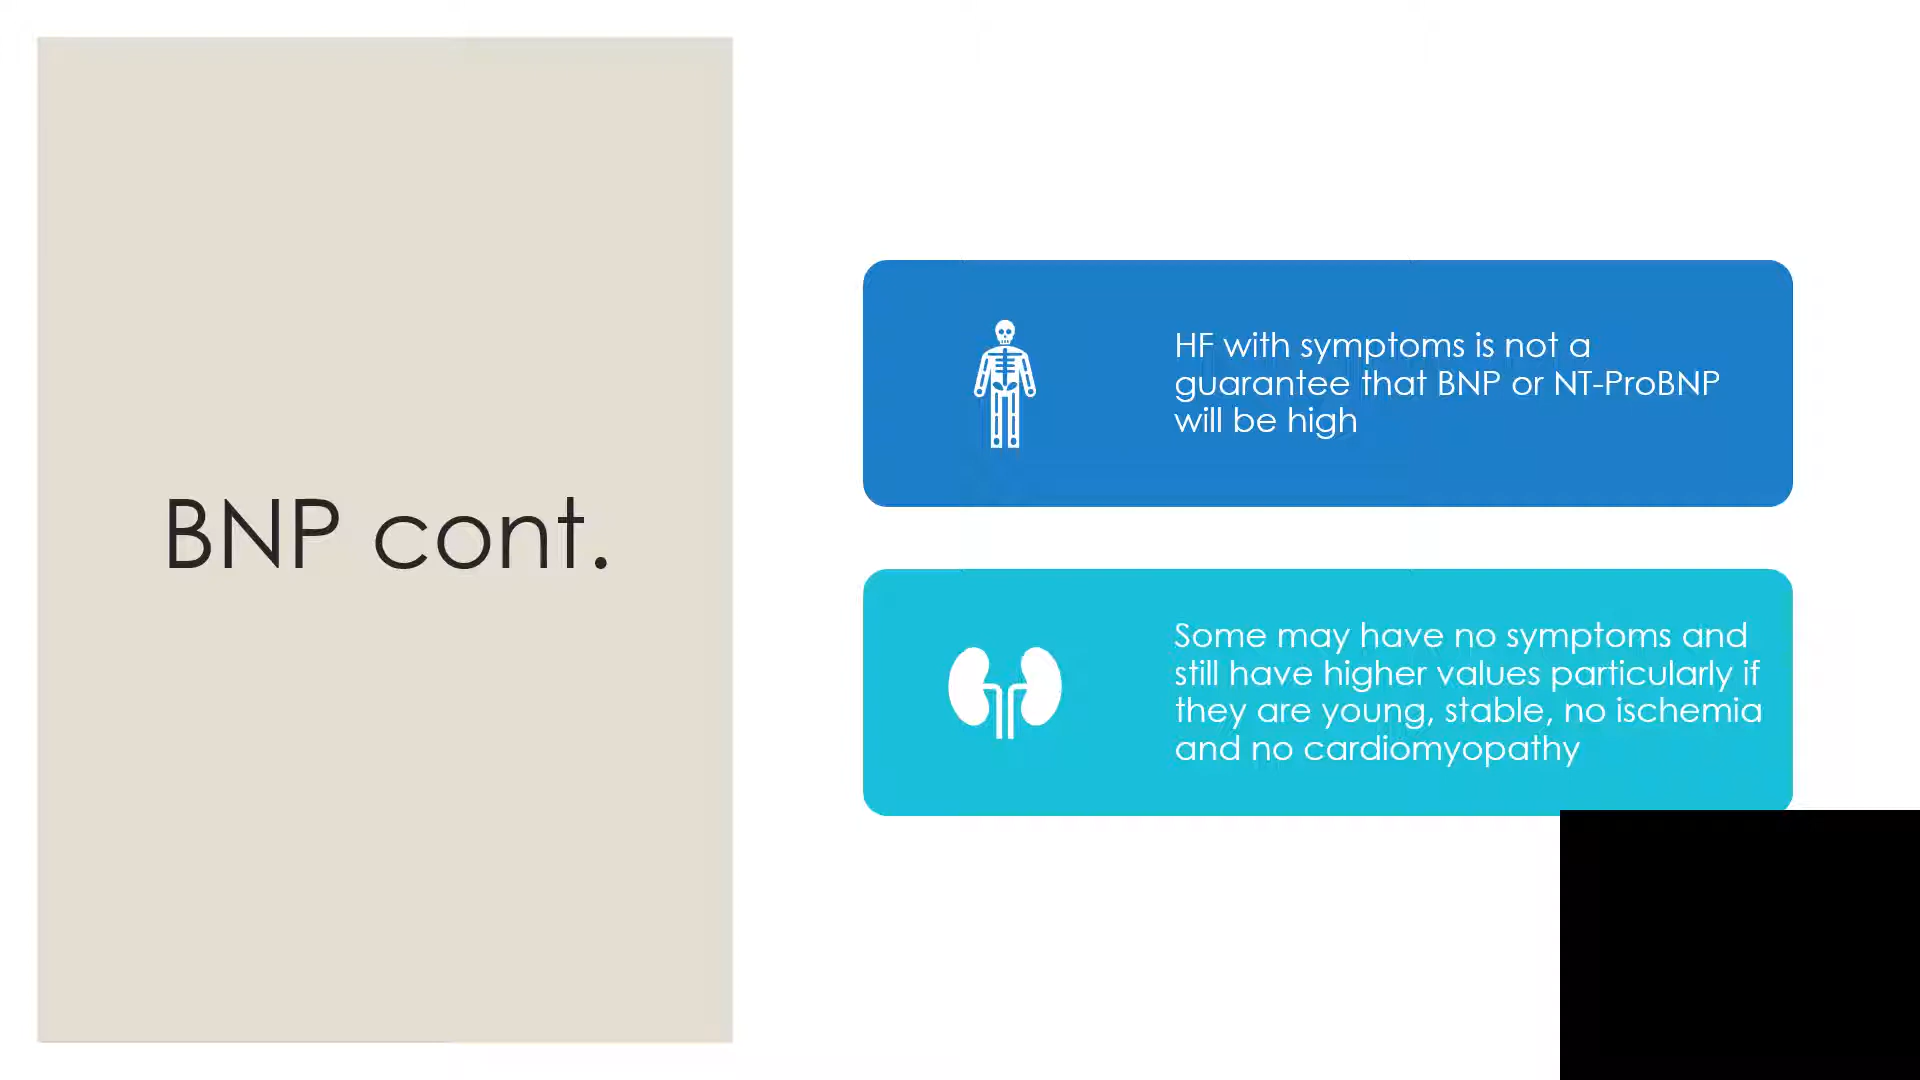 BNP cont.
HF with symptoms is not a
guarantee that BNP or NT-ProBNP
will be high
Some may have no symptoms and
still have higher values particularly if
they are young, stable, no ischemia
and no cardiomyopathy